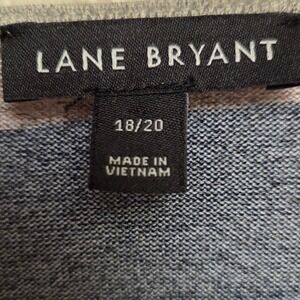 LANE BRYANT
18/20
MADE IN
VIETNAM